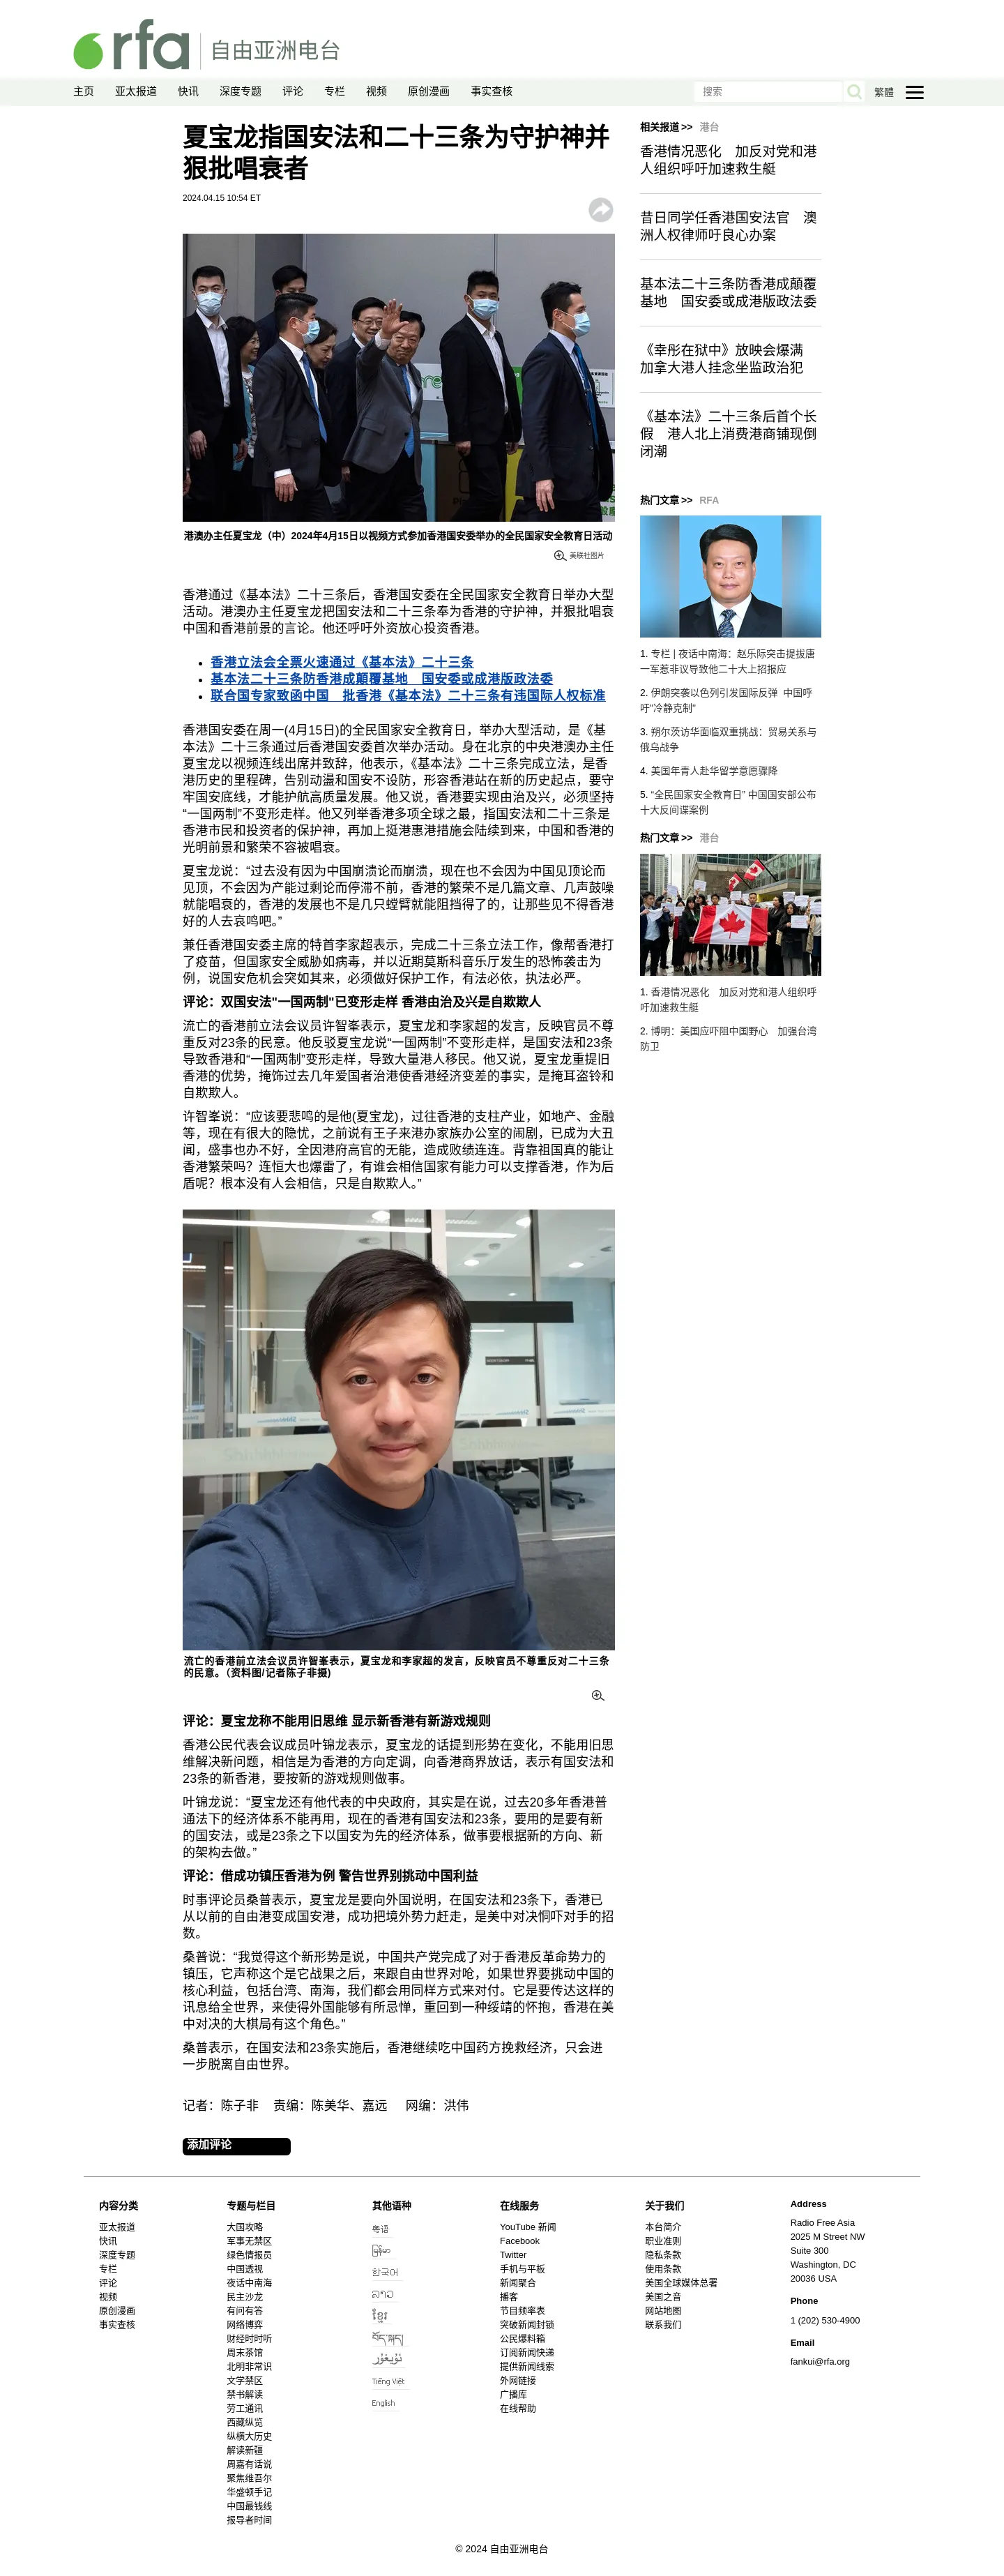 rfa 自由亚洲电台
主页 亚太报道 快讯 深度专题 评论 专栏 视频 原创漫画 事实查核 搜索 繁體
夏宝龙指国安法和二十三条为守护神并
狠批唱衰者
2024.04.15 10:54 ET
港澳办主任夏宝龙（中）2024年4月15日以视频方式参加香港国安委举办的全民国家安全教育日活动
美联社图片
香港通过《基本法》二十三条后，香港国安委在全民国家安全教育日举办大型
活动。港澳办主任夏宝龙把国安法和二十三条奉为香港的守护神，并狠批唱衰
中国和香港前景的言论。他还呼吁外资放心投资香港。
香港立法会全票火速通过《基本法》二十三条
基本法二十三条防香港成颠覆基地　国安委或成港版政法委
联合国专家致函中国　批香港《基本法》二十三条有违国际人权标准
香港国安委在周一(4月15日)的全民国家安全教育日，举办大型活动，是《基
本法》二十三条通过后香港国安委首次举办活动。身在北京的中央港澳办主任
夏宝龙以视频连线出席并致辞，他表示，《基本法》二十三条完成立法，是香
港历史的里程碑，告别动盪和国安不设防，形容香港站在新的历史起点，要守
牢国安底线，才能护航高质量发展。他又说，香港要实现由治及兴，必须坚持
“一国两制”不变形走样。他又列举香港多项全球之最，指国安法和二十三条是
香港市民和投资者的保护神，再加上挺港惠港措施会陆续到来，中国和香港的
光明前景和繁荣不容被唱衰。
夏宝龙说：“过去没有因为中国崩溃论而崩溃，现在也不会因为中国见顶论而
见顶，不会因为产能过剩论而停滞不前，香港的繁荣不是几篇文章、几声鼓噪
就能唱衰的，香港的发展也不是几只螳臂就能阻挡得了的，让那些见不得香港
好的人去哀鸣吧。”
兼任香港国安委主席的特首李家超表示，完成二十三条立法工作，像帮香港打
了疫苗，但国家安全威胁如病毒，并以近期莫斯科音乐厅发生的恐怖袭击为
例，说国安危机会突如其来，必须做好保护工作，有法必依，执法必严。
评论：双国安法"一国两制"已变形走样 香港由治及兴是自欺欺人
流亡的香港前立法会议员许智峯表示，夏宝龙和李家超的发言，反映官员不尊
重反对23条的民意。他反驳夏宝龙说“一国两制”不变形走样，是国安法和23条
导致香港和“一国两制”变形走样，导致大量港人移民。他又说，夏宝龙重提旧
香港的优势，掩饰过去几年爱国者治港使香港经济变差的事实，是掩耳盗铃和
自欺欺人。
许智峯说：“应该要悲鸣的是他(夏宝龙)，过往香港的支柱产业，如地产、金融
等，现在有很大的隐忧，之前说有王子来港办家族办公室的闹剧，已成为大丑
闻，盛事也办不好，全因港府高官的无能，造成败绩连连。背靠祖国真的能让
香港繁荣吗？连恒大也爆雷了，有谁会相信国家有能力可以支撑香港，作为后
盾呢？根本没有人会相信，只是自欺欺人。”
流亡的香港前立法会议员许智峯表示，夏宝龙和李家超的发言，反映官员不尊重反对二十三条
的民意。（资料图/记者陈子非摄)
评论：夏宝龙称不能用旧思维 显示新香港有新游戏规则
香港公民代表会议成员叶锦龙表示，夏宝龙的话提到形势在变化，不能用旧思
维解决新问题，相信是为香港的方向定调，向香港商界放话，表示有国安法和
23条的新香港，要按新的游戏规则做事。
叶锦龙说：“夏宝龙还有他代表的中央政府，其实是在说，过去20多年香港普
通法下的经济体系不能再用，现在的香港有国安法和23条，要用的是要有新
的国安法，或是23条之下以国安为先的经济体系，做事要根据新的方向、新
的架构去做。”
评论：借成功镇压香港为例 警告世界别挑动中国利益
时事评论员桑普表示，夏宝龙是要向外国说明，在国安法和23条下，香港已
从以前的自由港变成国安港，成功把境外势力赶走，是美中对决恫吓对手的招
数。
桑普说：“我觉得这个新形势是说，中国共产党完成了对于香港反革命势力的
镇压，它声称这个是它战果之后，来跟自由世界对呛，如果世界要挑动中国的
核心利益，包括台湾、南海，我们都会用同样方式来对付。它是要传达这样的
讯息给全世界，来使得外国能够有所忌惮，重回到一种绥靖的怀抱，香港在美
中对决的大棋局有这个角色。”
桑普表示，在国安法和23条实施后，香港继续吃中国药方挽救经济，只会进
一步脱离自由世界。
记者：陈子非 责编：陈美华、嘉远 网编：洪伟
添加评论
相关报道 >> 港台
香港情况恶化　加反对党和港
人组织呼吁加速救生艇
昔日同学任香港国安法官　澳
洲人权律师吁良心办案
基本法二十三条防香港成颠覆
基地　国安委或成港版政法委
《幸彤在狱中》放映会爆满
加拿大港人挂念坐监政治犯
《基本法》二十三条后首个长
假　港人北上消费港商铺现倒
闭潮
热门文章 >> RFA
1. 专栏 | 夜话中南海：赵乐际突击提拔唐
一军惹非议导致他二十大上招报应
2. 伊朗突袭以色列引发国际反弹 中国呼
吁“冷静克制”
3. 朔尔茨访华面临双重挑战：贸易关系与
俄乌战争
4. 美国年青人赴华留学意愿骤降
5. “全民国家安全教育日” 中国国安部公布
十大反间谍案例
热门文章 >> 港台
1. 香港情况恶化　加反对党和港人组织呼
吁加速救生艇
2. 博明：美国应吓阻中国野心　加强台湾
防卫
内容分类
亚太报道
快讯
深度专题
专栏
评论
视频
原创漫画
事实查核
专题与栏目
大国攻略
军事无禁区
绿色情报员
中国透视
夜话中南海
民主沙龙
有问有答
网络博弈
财经时时听
周末茶馆
北明非常识
文学禁区
禁书解读
劳工通讯
西藏纵览
纵横大历史
解读新疆
周嘉有话说
聚焦维吾尔
华盛顿手记
中国最钱线
报导者时间
其他语种
粤语
မြန်မာ
한국어
ລາວ
ខ្មែរ
བོད་སྐད།
ئۇيغۇر
Tiếng Việt
English
在线服务
YouTube 新闻
Facebook
Twitter
手机与平板
新闻聚合
播客
节目频率表
突破新闻封锁
公民爆料箱
订阅新闻快递
提供新闻线索
外网链接
广播库
在线帮助
关于我们
本台简介
职业准则
隐私条款
使用条款
美国全球媒体总署
美国之音
网站地图
联系我们
Address
Radio Free Asia
2025 M Street NW
Suite 300
Washington, DC
20036 USA
Phone
1 (202) 530-4900
Email
fankui@rfa.org
© 2024 自由亚洲电台